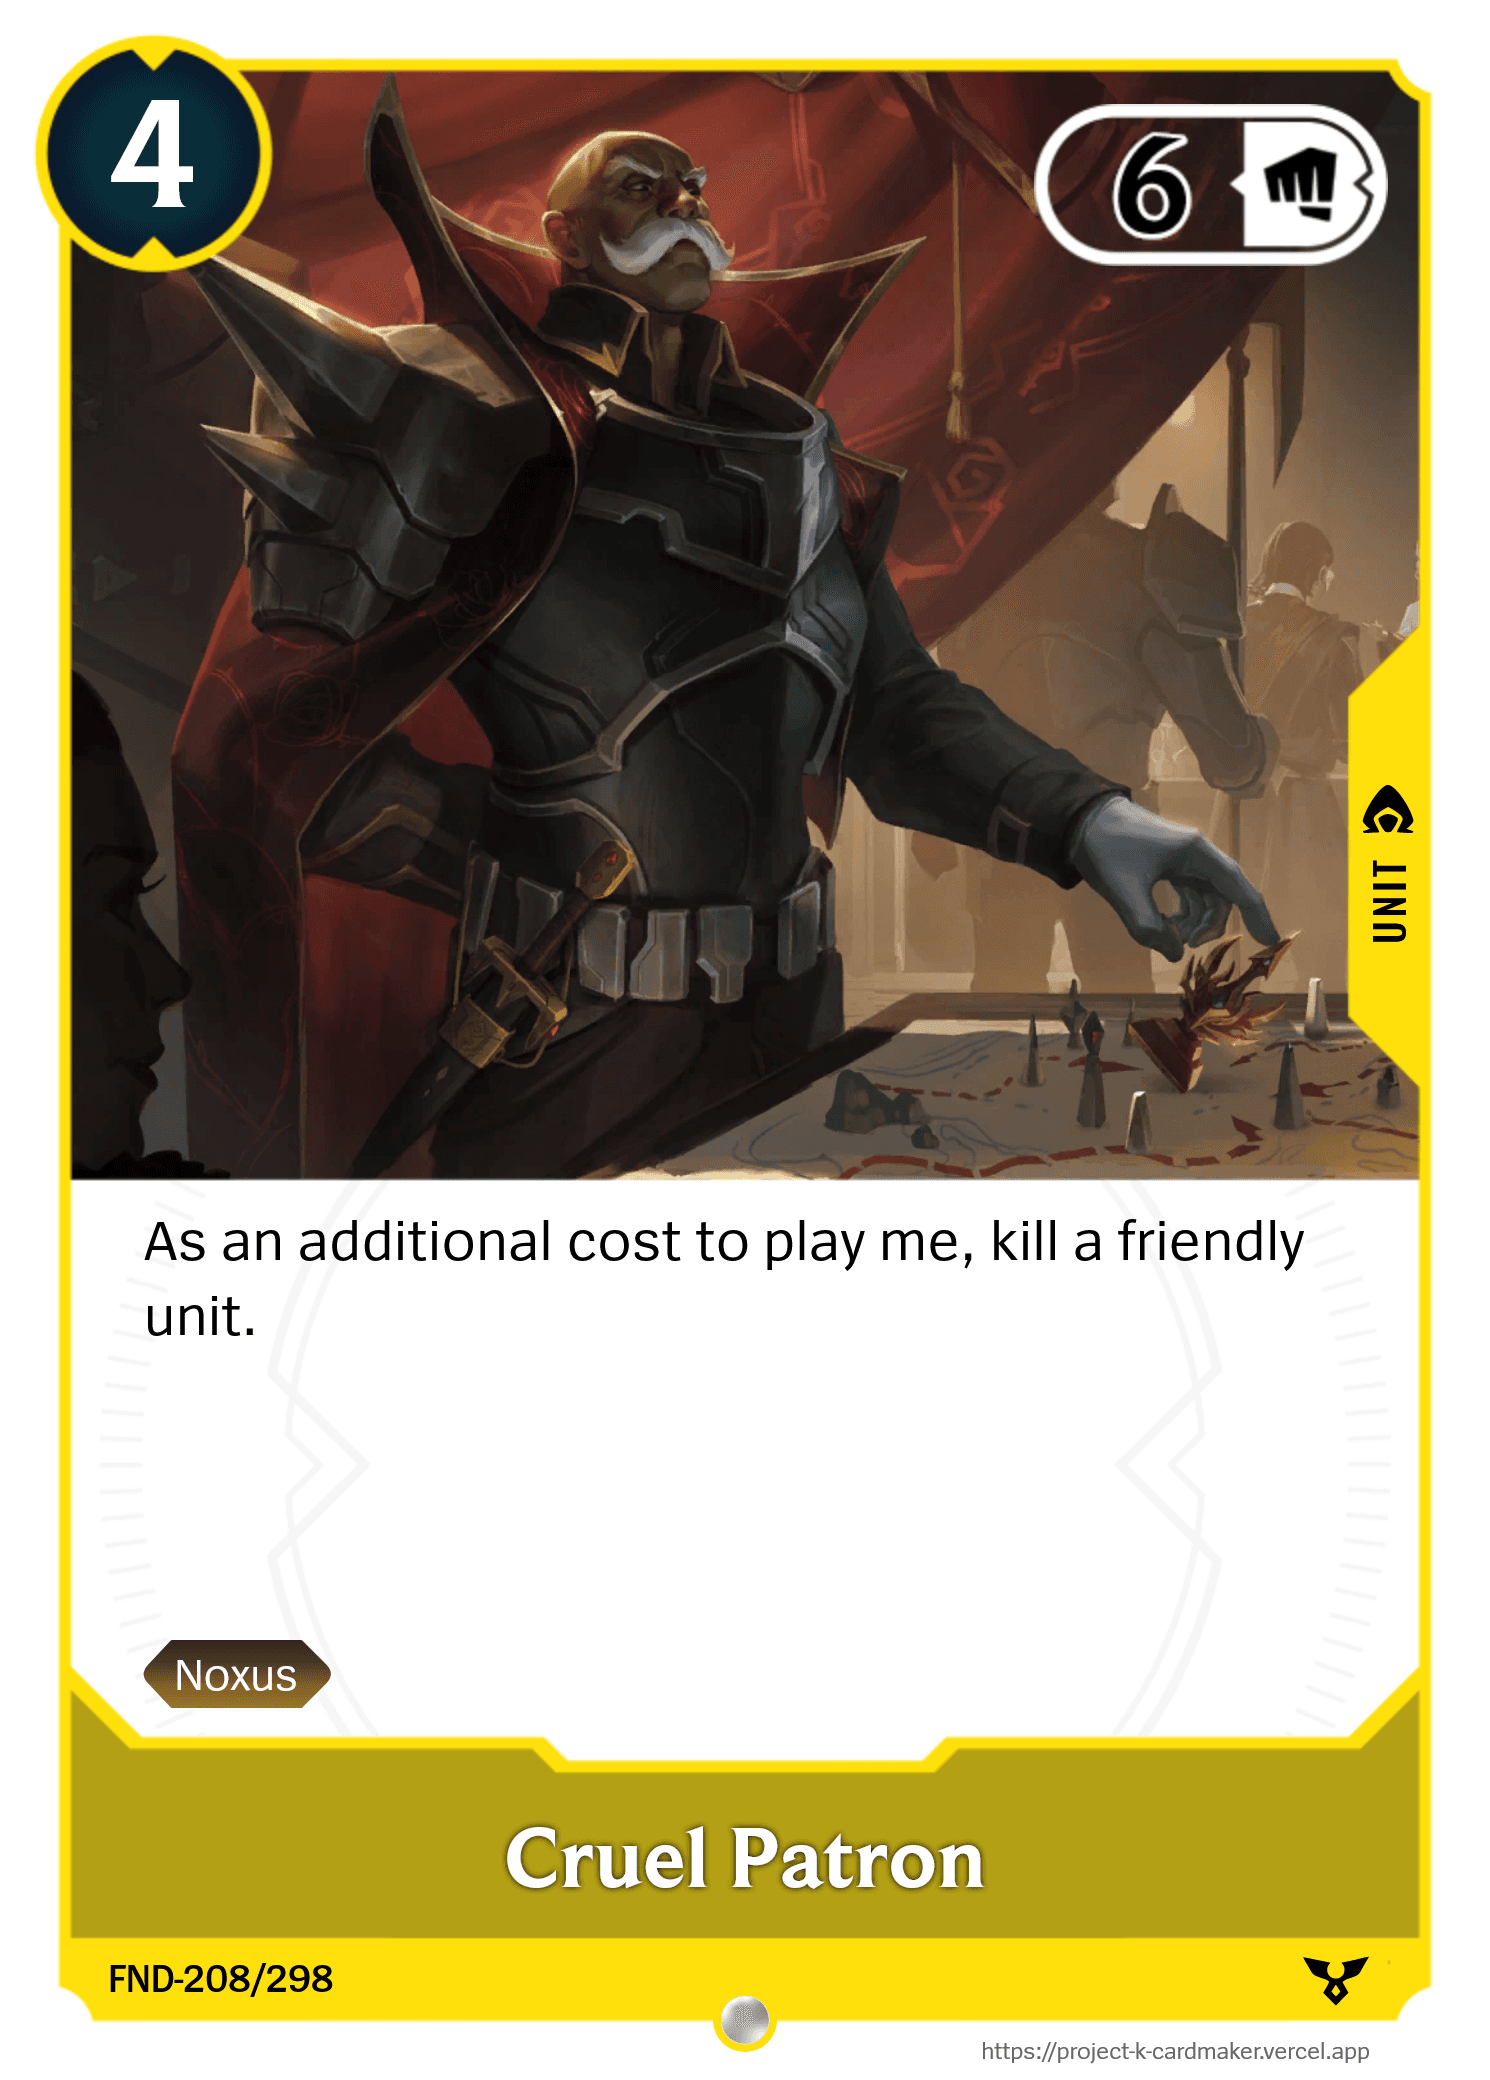 4
6
UNIT
As an additional cost to play me, kill a friendly
unit.
Noxus
Cruel Patron
FND-208/298
https://project-k-cardmaker.vercel.app